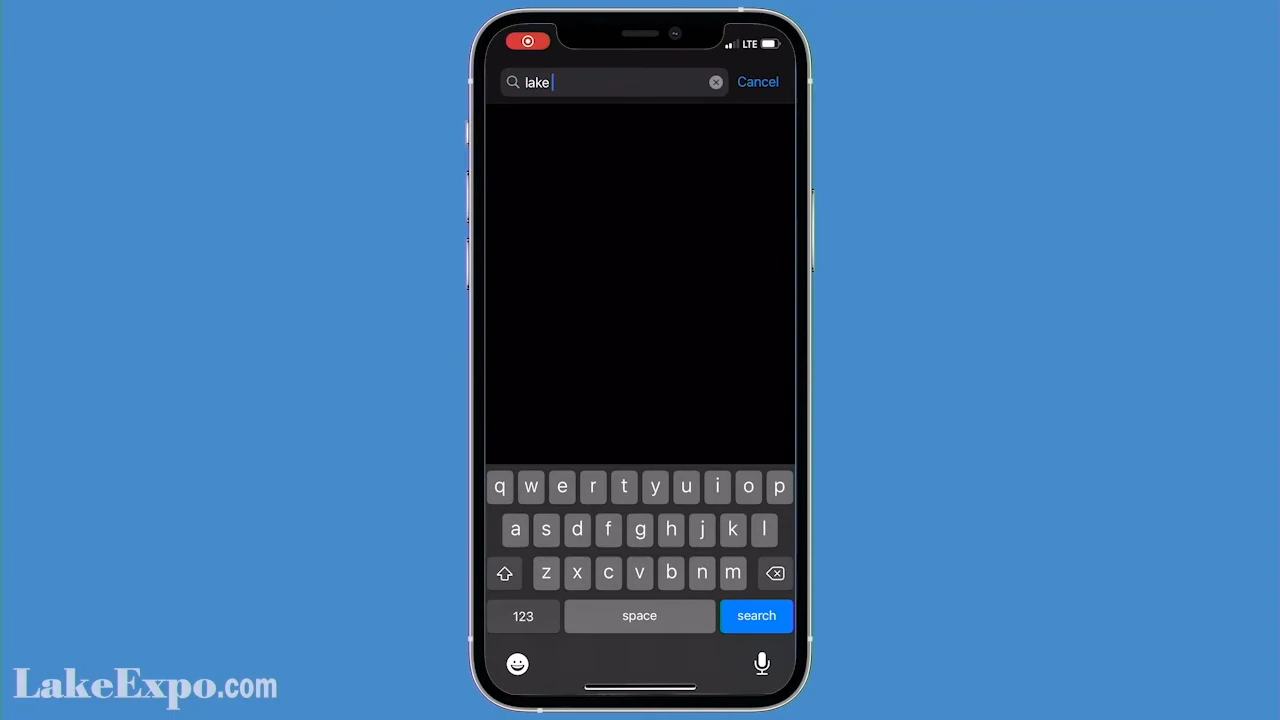 LTE
lake
Cancel
q w e r t y u i o p
a s d f g h j k l
z x c v b n m
123 space search
LakeExpo.com